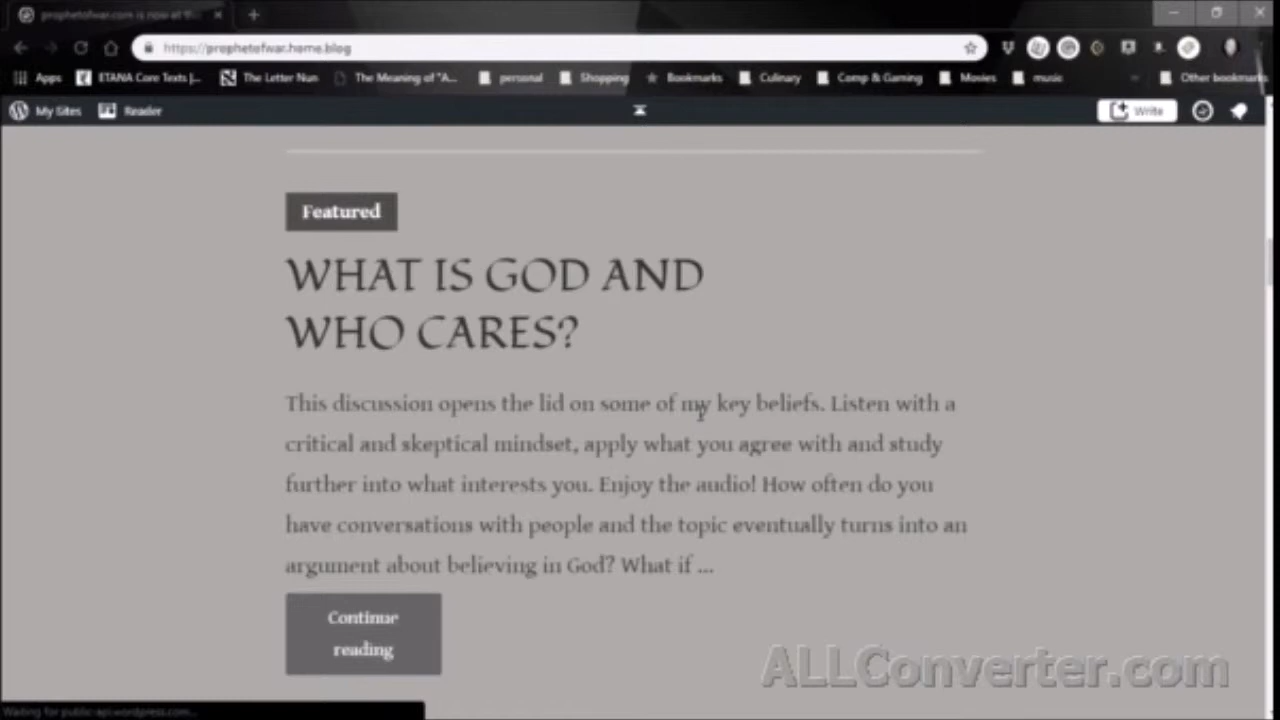 prophetofwar.com is now at th
https://prophetofwar.home.blog
Apps ETANA Core Texts |... The Letter Nun The Meaning of "A... personal Shopping Bookmarks Culinary Comp & Gaming Movies music Other bookmarks
My Sites Reader Write
Featured
WHAT IS GOD AND
WHO CARES?
This discussion opens the lid on some of my key beliefs. Listen with a
critical and skeptical mindset, apply what you agree with and study
further into what interests you. Enjoy the audio! How often do you
have conversations with people and the topic eventually turns into an
argument about believing in God? What if ...
Continue
reading
ALLConverter.com
Waiting for public-api.wordpress.com...